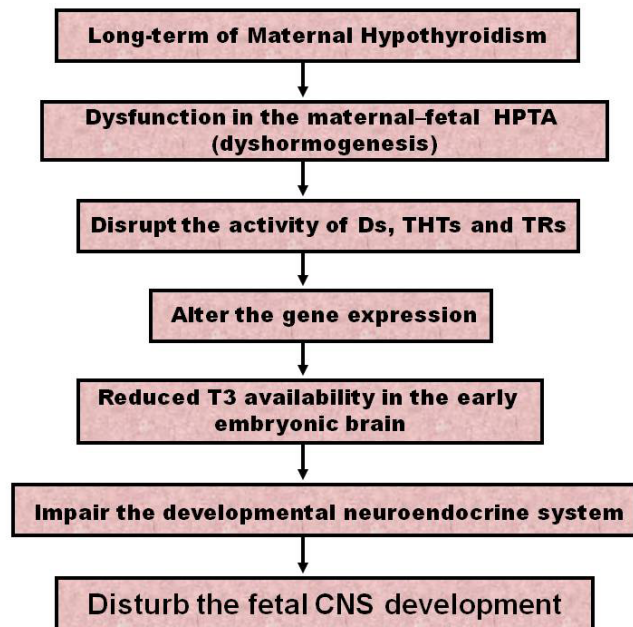 Long-term of Maternal Hypothyroidism
Dysfunction in the maternal–fetal HPTA
(dyshormogenesis)
Disrupt the activity of Ds, THTs and TRs
Alter the gene expression
Reduced T3 availability in the early
embryonic brain
Impair the developmental neuroendocrine system
Disturb the fetal CNS development